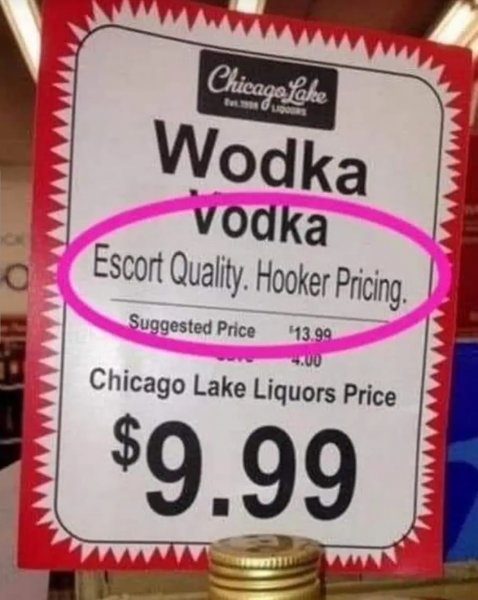 Chicago Lake
LIQUORS
Wodka
Vodka
Escort Quality. Hooker Pricing.
Suggested Price $13.99
4.00
Chicago Lake Liquors Price
$9.99